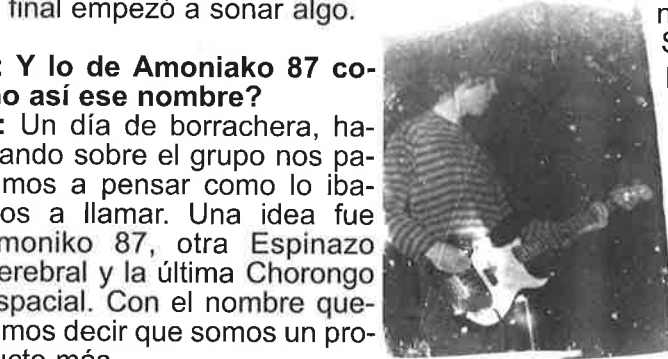 final empezó a sonar algo.
: Y lo de Amoniako 87 co-
o así ese nombre?
: Un día de borrachera, ha-
ando sobre el grupo nos pa-
mos a pensar como lo iba-
os a llamar. Una idea fue
moniko 87, otra Espinazo
erebral y la última Chorongo
spacial. Con el nombre que-
mos decir que somos un pro-
ucto más
n
S